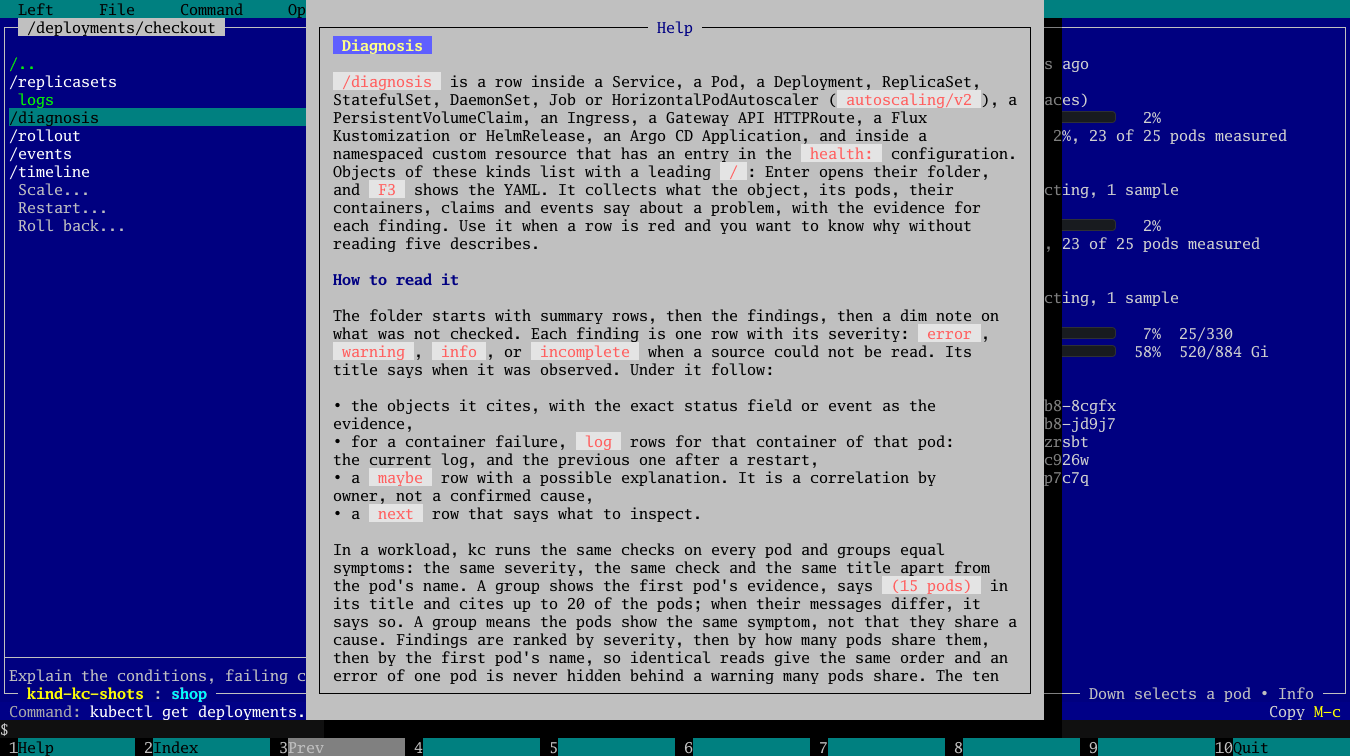 Left File Command Op
/deployments/checkout
/..
/replicasets
logs
/diagnosis
/rollout
/events
/timeline
Scale...
Restart...
Roll back...
Explain the conditions, failing c
kind-kc-shots : shop
Command: kubectl get deployments.
Help
Diagnosis
/diagnosis is a row inside a Service, a Pod, a Deployment, ReplicaSet,
StatefulSet, DaemonSet, Job or HorizontalPodAutoscaler ( autoscaling/v2 ), a
PersistentVolumeClaim, an Ingress, a Gateway API HTTPRoute, a Flux
Kustomization or HelmRelease, an Argo CD Application, and inside a
namespaced custom resource that has an entry in the health: configuration.
Objects of these kinds list with a leading / : Enter opens their folder,
and F3 shows the YAML. It collects what the object, its pods, their
containers, claims and events say about a problem, with the evidence for
each finding. Use it when a row is red and you want to know why without
reading five describes.
How to read it
The folder starts with summary rows, then the findings, then a dim note on
what was not checked. Each finding is one row with its severity: error ,
warning , info , or incomplete when a source could not be read. Its
title says when it was observed. Under it follow:
• the objects it cites, with the exact status field or event as the
evidence,
• for a container failure, log rows for that container of that pod:
the current log, and the previous one after a restart,
• a maybe row with a possible explanation. It is a correlation by
owner, not a confirmed cause,
• a next row that says what to inspect.
In a workload, kc runs the same checks on every pod and groups equal
symptoms: the same severity, the same check and the same title apart from
the pod's name. A group shows the first pod's evidence, says (15 pods) in
its title and cites up to 20 of the pods; when their messages differ, it
says so. A group means the pods show the same symptom, not that they share a
cause. Findings are ranked by severity, then by how many pods share them,
then by the first pod's name, so identical reads give the same order and an
error of one pod is never hidden behind a warning many pods share. The ten
s ago
aces)
2%
2%, 23 of 25 pods measured
cting, 1 sample
2%
, 23 of 25 pods measured
cting, 1 sample
7% 25/330
58% 520/884 Gi
b8-8cgfx
b8-jd9j7
zrsbt
c926w
p7c7q
Down selects a pod • Info
Copy M-c
$
1Help 2Index 3Prev 4 5 6 7 8 9 10Quit